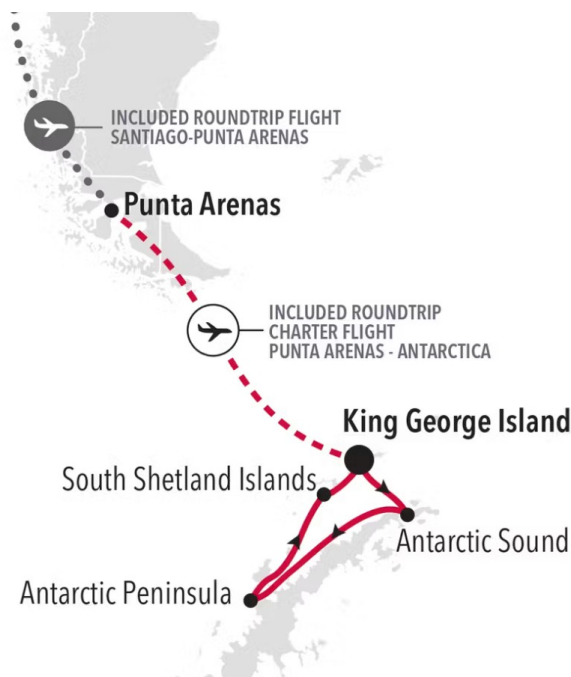 INCLUDED ROUNDTRIP FLIGHT
SANTIAGO-PUNTA ARENAS
Punta Arenas
INCLUDED ROUNDTRIP
CHARTER FLIGHT
PUNTA ARENAS - ANTARCTICA
King George Island
South Shetland Islands
Antarctic Sound
Antarctic Peninsula